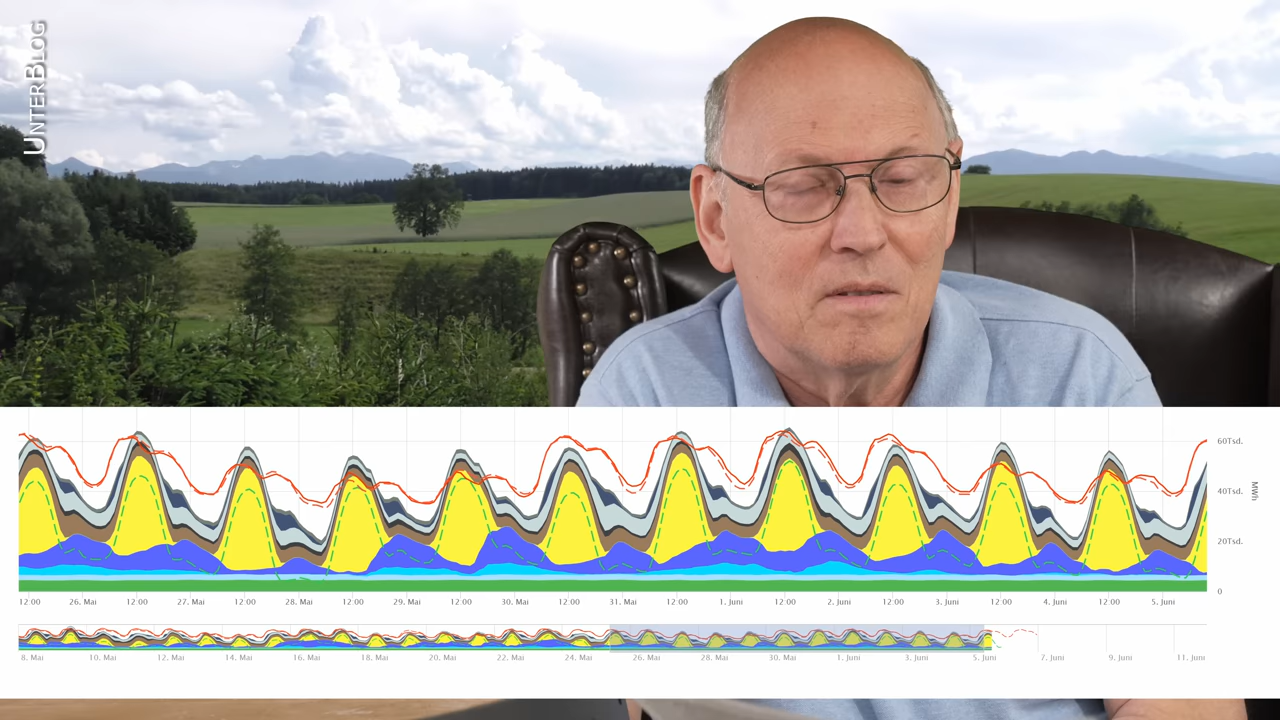 UNTERBLOG
60Tsd.
40Tsd.
MWh
20Tsd.
0
12:00 26. Mai 12:00 27. Mai 12:00 28. Mai 12:00 29. Mai 12:00 30. Mai 12:00 31. Mai 12:00 1. Juni 12:00 2. Juni 12:00 3. Juni 12:00 4. Juni 12:00 5. Juni
8. Mai 10. Mai 12. Mai 14. Mai 16. Mai 18. Mai 20. Mai 22. Mai 24. Mai 26. Mai 28. Mai 30. Mai 1. Juni 3. Juni 5. Juni 7. Juni 9. Juni 11. Juni